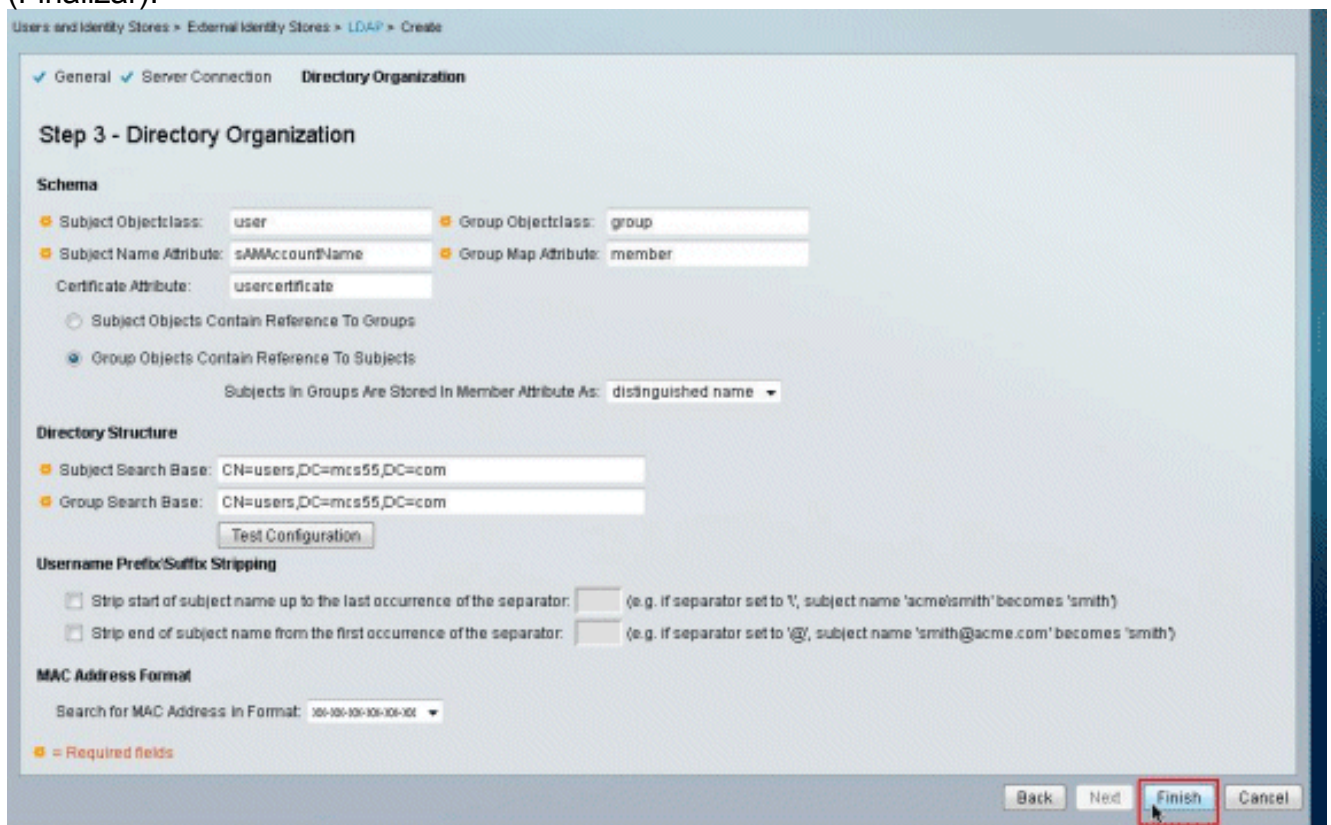 (Finalizar).
Users and Identity Stores > External Identity Stores > LDAP > Create
General Server Connection Directory Organization
Step 3 - Directory Organization
Schema
Subject Objectclass: user Group Objectclass: group
Subject Name Attribute: sAMAccountName Group Map Attribute: member
Certificate Attribute: usercertificate
Subject Objects Contain Reference To Groups
Group Objects Contain Reference To Subjects
Subjects In Groups Are Stored In Member Attribute As: distinguished name
Directory Structure
Subject Search Base: CN=users,DC=mcs55,DC=com
Group Search Base: CN=users,DC=mcs55,DC=com
Test Configuration
Username Prefix\Suffix Stripping
Strip start of subject name up to the last occurrence of the separator: (e.g. if separator set to '\', subject name 'acme\smith' becomes 'smith')
Strip end of subject name from the first occurrence of the separator: (e.g. if separator set to '@', subject name 'smith@acme.com' becomes 'smith')
MAC Address Format
Search for MAC Address in Format: xx-xx-xx-xx-xx-xx
= Required fields
Back Next Finish Cancel